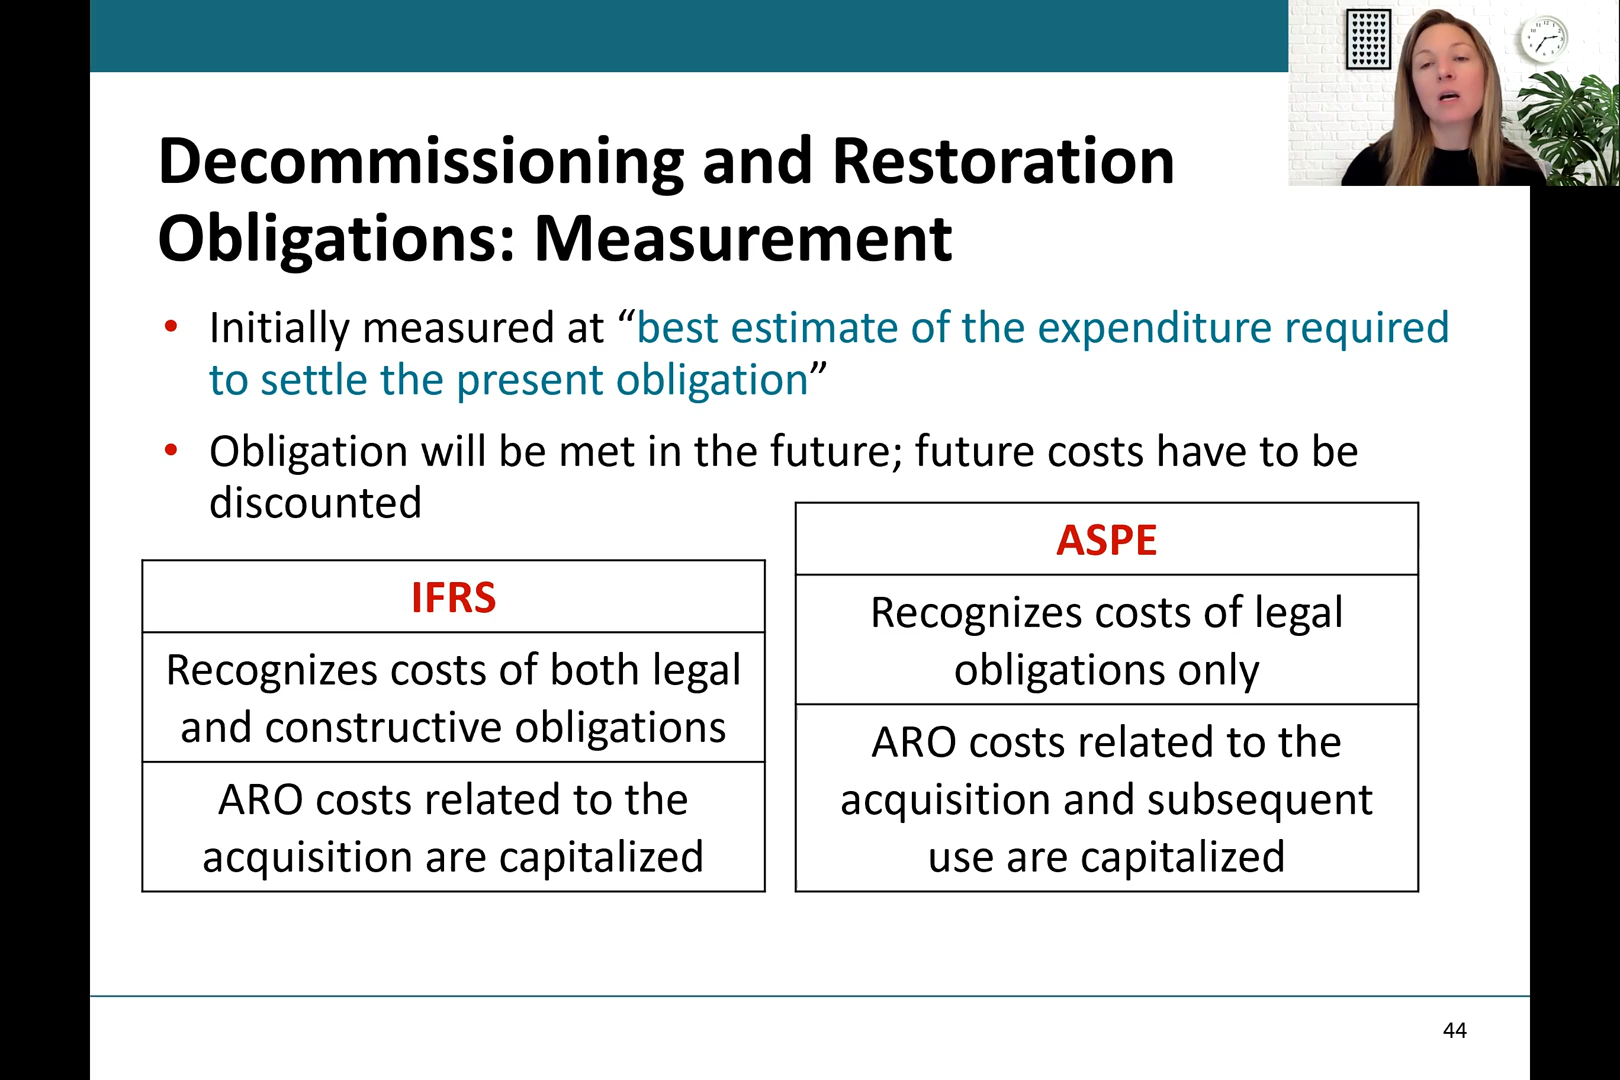 Decommissioning and Restoration
Obligations: Measurement
• Initially measured at “best estimate of the expenditure required
to settle the present obligation”
• Obligation will be met in the future; future costs have to be
discounted
IFRS
Recognizes costs of both legal
and constructive obligations
ARO costs related to the
acquisition are capitalized
ASPE
Recognizes costs of legal
obligations only
ARO costs related to the
acquisition and subsequent
use are capitalized
44